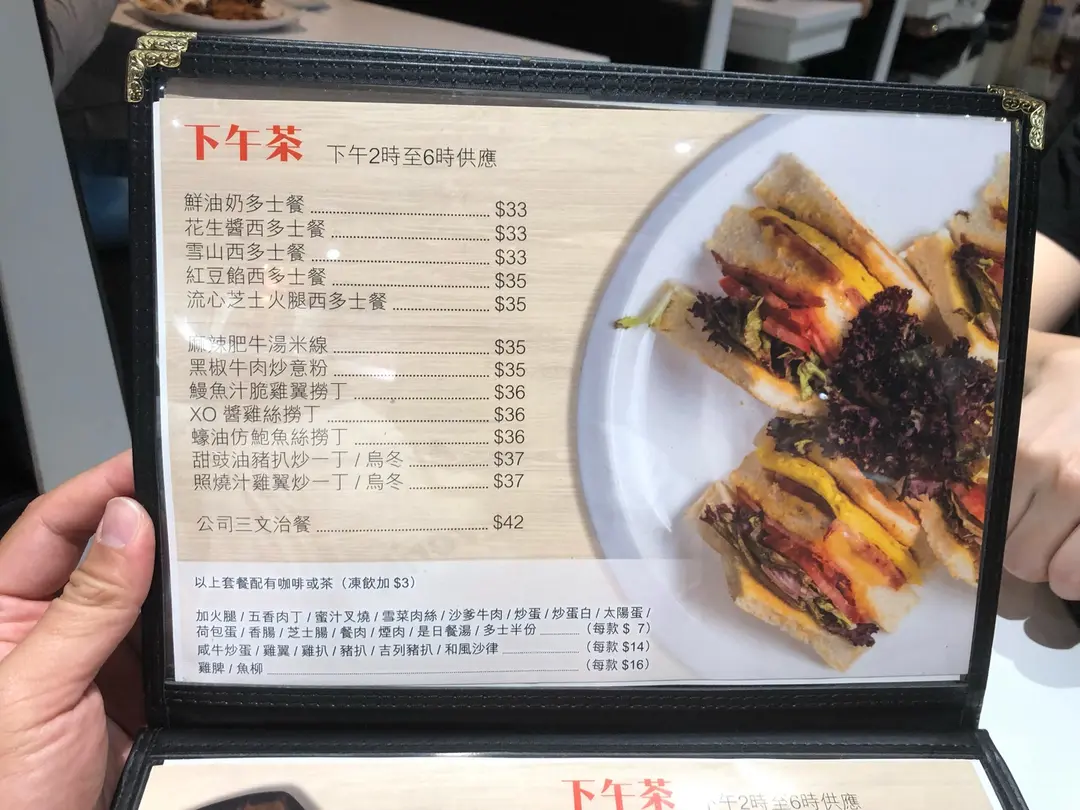 下午茶 下午2時至6時供應
鮮油奶多士餐 $33
花生醬西多士餐 $33
雪山西多士餐 $33
紅豆餡西多士餐 $35
流心芝士火腿西多士餐 $35
麻辣肥牛湯米線 $35
黑椒牛肉炒意粉 $35
鰻魚汁脆雞翼撈丁 $36
XO 醬雞絲撈丁 $36
蠔油仿鮑魚絲撈丁 $36
甜豉油豬扒炒一丁 / 烏冬 $37
照燒汁雞翼炒一丁 / 烏冬 $37
公司三文治餐 $42
以上套餐配有咖啡或茶（凍飲加 $3）
加火腿 / 五香肉丁 / 蜜汁叉燒 / 雪菜肉絲 / 沙爹牛肉 / 炒蛋 / 炒蛋白 / 太陽蛋 /
荷包蛋 / 香腸 / 芝士腸 / 餐肉 / 煙肉 / 是日餐湯 / 多士半份 （每款 $ 7）
咸牛炒蛋 / 雞翼 / 雞扒 / 豬扒 / 吉列豬扒 / 和風沙律 （每款 $14）
雞脾 / 魚柳 （每款 $16）
下午茶 下午2時至6時供應